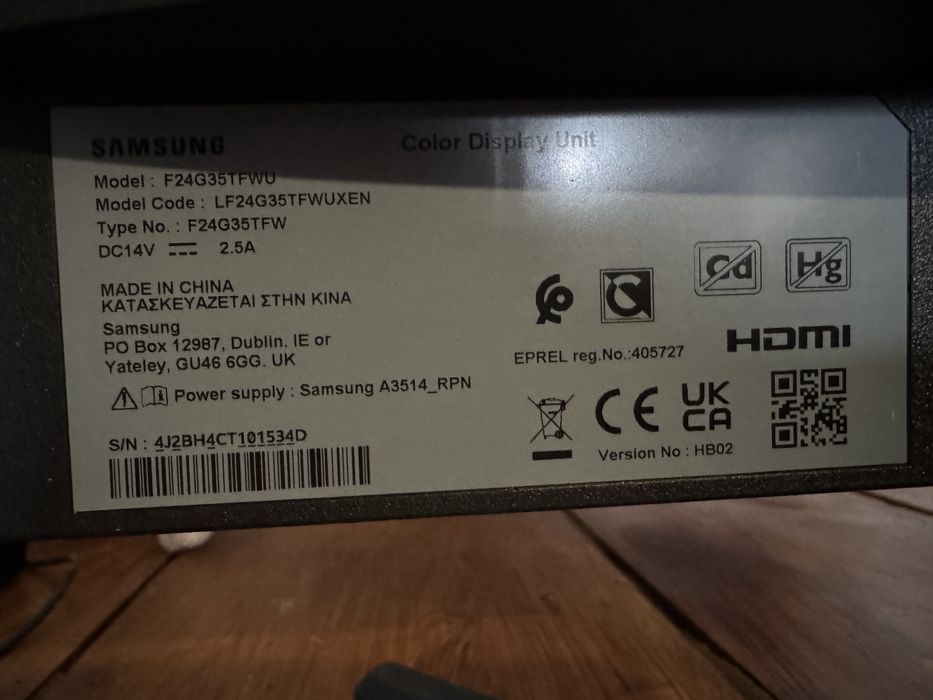 SAMSUNG
Color Display Unit
Model : F24G35TFWU
Model Code : LF24G35TFWUXEN
Type No. : F24G35TFW
DC14V 2.5A
MADE IN CHINA
ΚΑΤΑΣΚΕΥΑΖΕΤΑΙ ΣΤΗΝ ΚΙΝΑ
Samsung
PO Box 12987, Dublin. IE or
Yateley, GU46 6GG. UK
Power supply : Samsung A3514_RPN
S/N : 4J2BH4CT101534D
Cd Hg
HDMI
EPREL reg.No.:405727
CE UK
CA
Version No : HB02